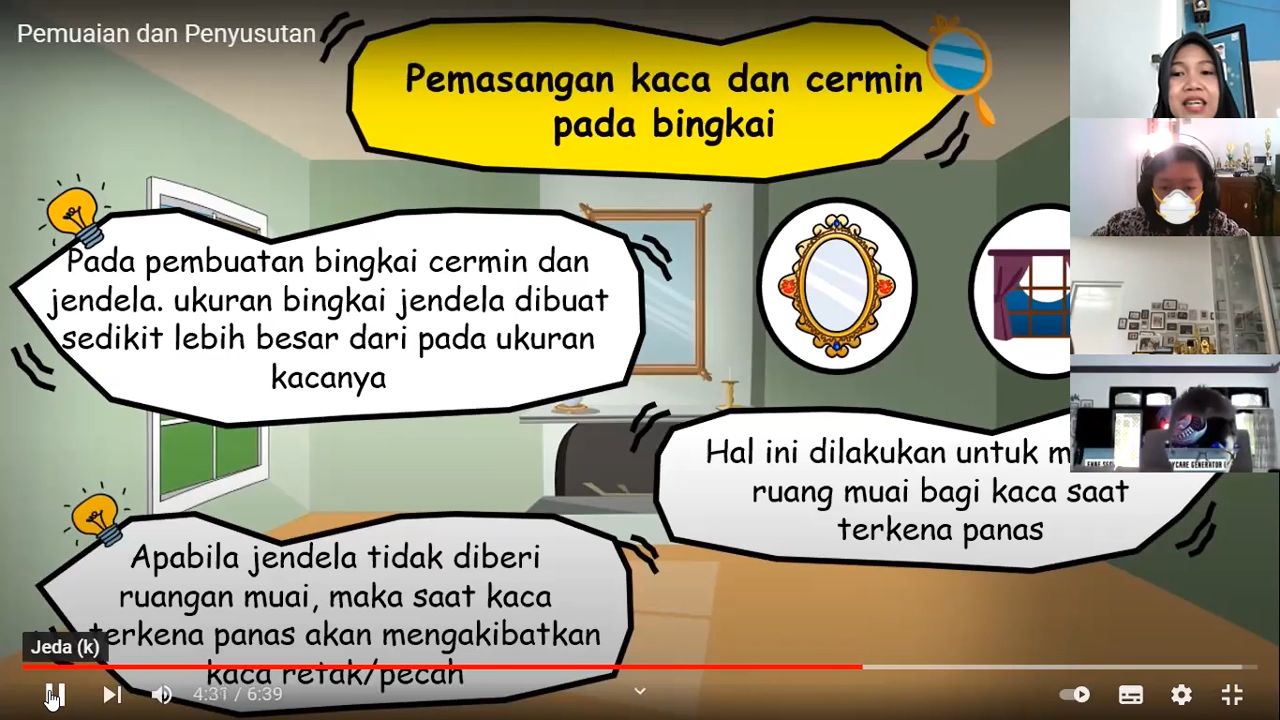 Pemuaian dan Penyusutan
Pemasangan kaca dan cermin
pada bingkai
Pada pembuatan bingkai cermin dan
jendela. ukuran bingkai jendela dibuat
sedikit lebih besar dari pada ukuran
kacanya
Hal ini dilakukan untuk m
ruang muai bagi kaca saat
terkena panas
Apabila jendela tidak diberi
ruangan muai, maka saat kaca
terkena panas akan mengakibatkan
kaca retak/pecah
Jeda (k)
4:31 / 6:39